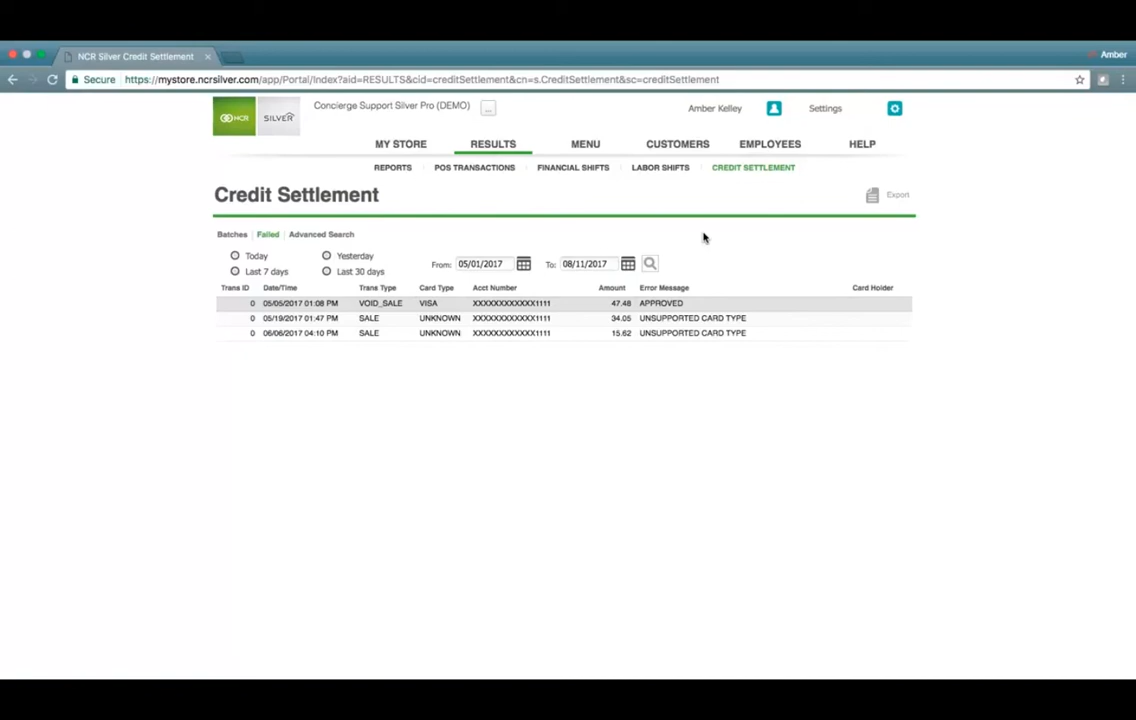 NCR Silver Credit Settlement
Amber
Secure https://mystore.ncrsilver.com/app/Portal/Index?aid=RESULTS&cid=creditSettlement&cn=s.CreditSettlement&sc=creditSettlement
NCR SILVER Concierge Support Silver Pro (DEMO) ... Amber Kelley Settings
MY STORE RESULTS MENU CUSTOMERS EMPLOYEES HELP
REPORTS POS TRANSACTIONS FINANCIAL SHIFTS LABOR SHIFTS CREDIT SETTLEMENT
Credit Settlement Export
Batches Failed Advanced Search
Today Yesterday
From: 05/01/2017 To: 08/11/2017
Last 7 days Last 30 days
Trans ID Date/Time Trans Type Card Type Acct Number Amount Error Message Card Holder
0 05/05/2017 01:08 PM VOID_SALE VISA XXXXXXXXXXXX1111 47.48 APPROVED
0 05/19/2017 01:47 PM SALE UNKNOWN XXXXXXXXXXXX1111 34.05 UNSUPPORTED CARD TYPE
0 06/06/2017 04:10 PM SALE UNKNOWN XXXXXXXXXXXX1111 15.62 UNSUPPORTED CARD TYPE